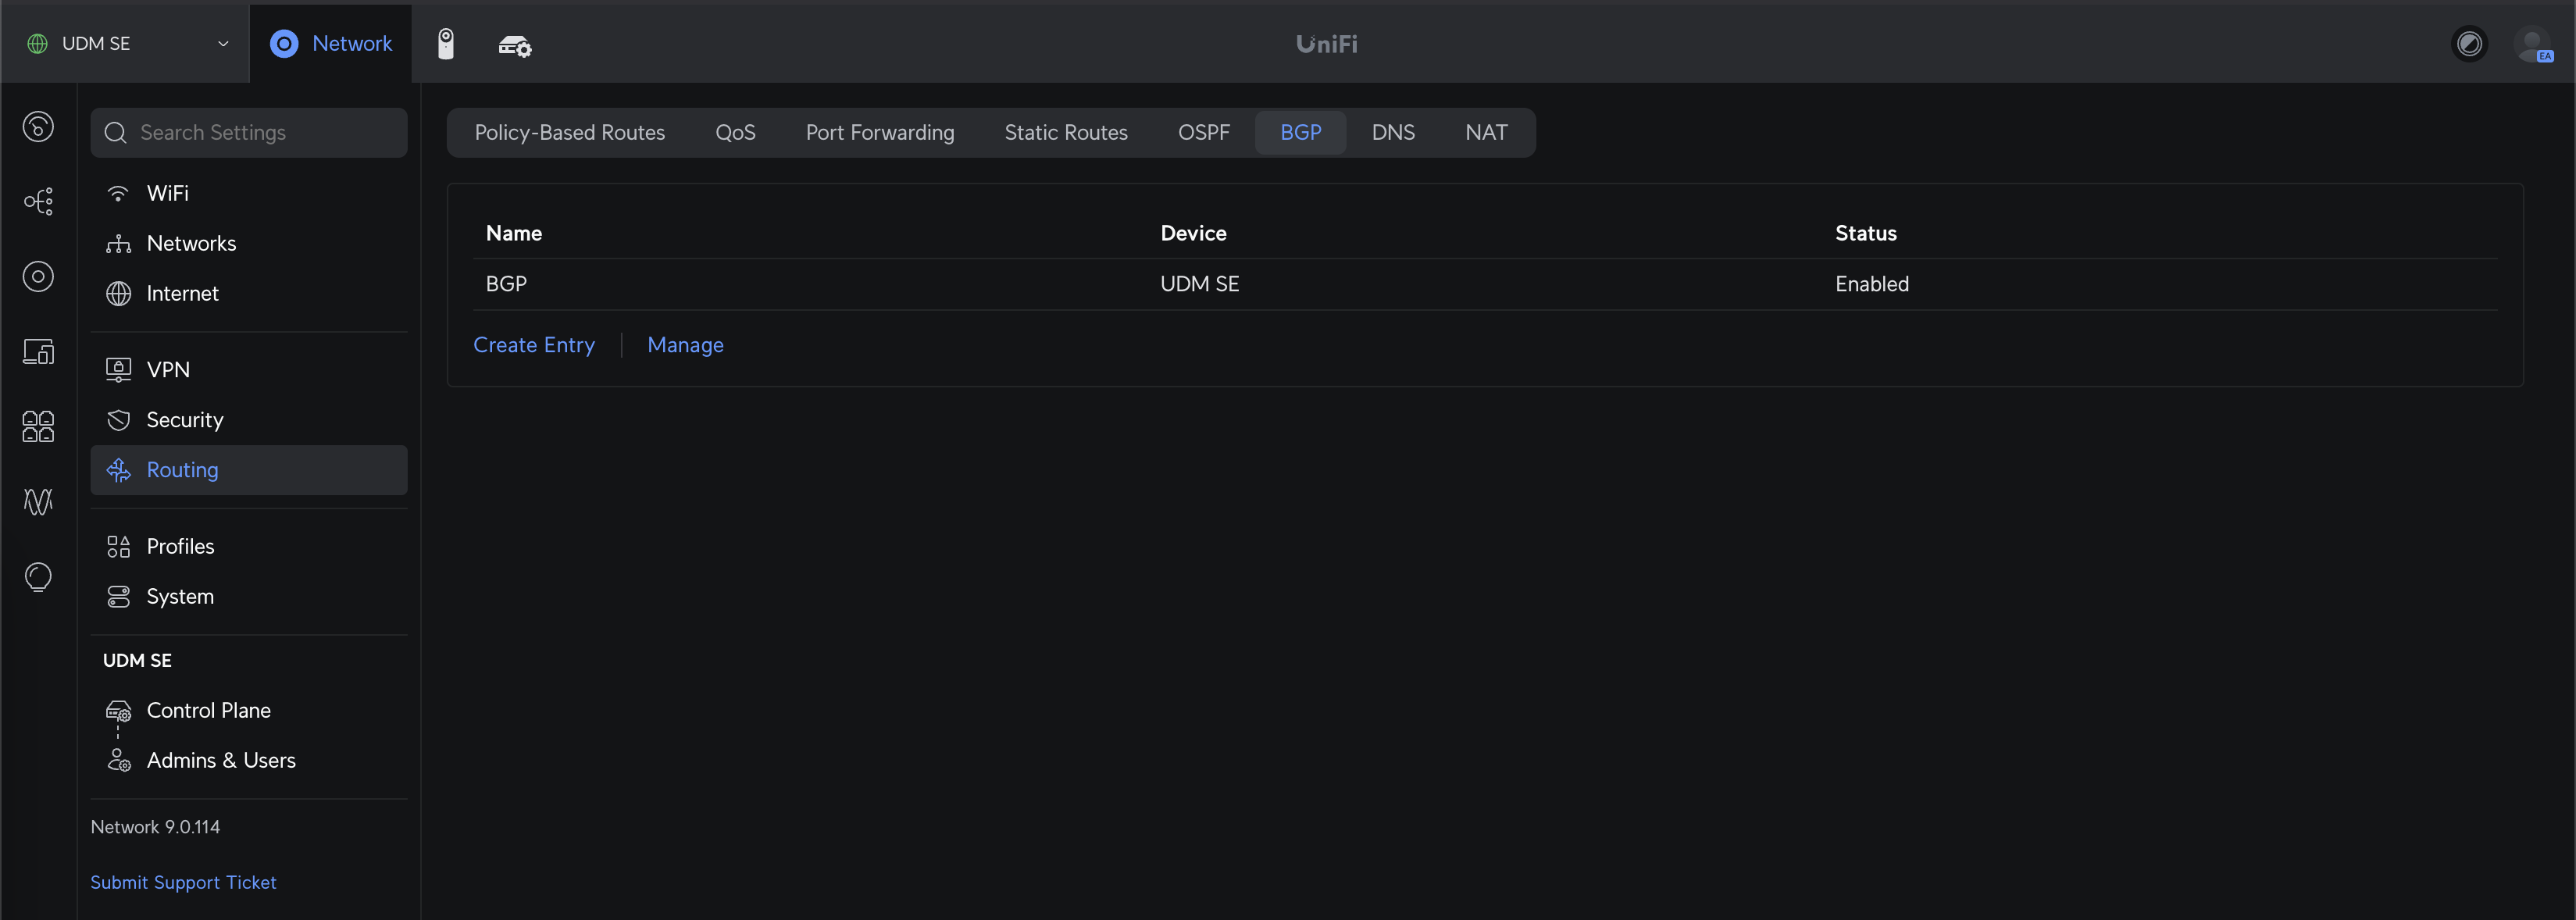 UDM SE
Network
UniFi
EA
Search Settings
WiFi
Networks
Internet
VPN
Security
Routing
Profiles
System
UDM SE
Control Plane
Admins & Users
Network 9.0.114
Submit Support Ticket
Policy-Based Routes QoS Port Forwarding Static Routes OSPF BGP DNS NAT
Name Device Status
BGP UDM SE Enabled
Create Entry Manage